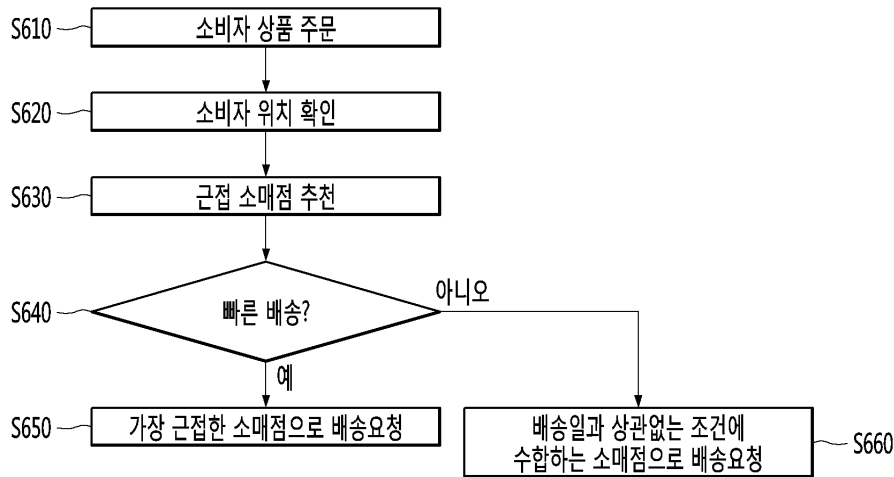 S610
소비자 상품 주문
S620
소비자 위치 확인
S630
근접 소매점 추천
S640
빠른 배송?
아니오
예
S650
가장 근접한 소매점으로 배송요청
배송일과 상관없는 조건에
수합하는 소매점으로 배송요청
S660